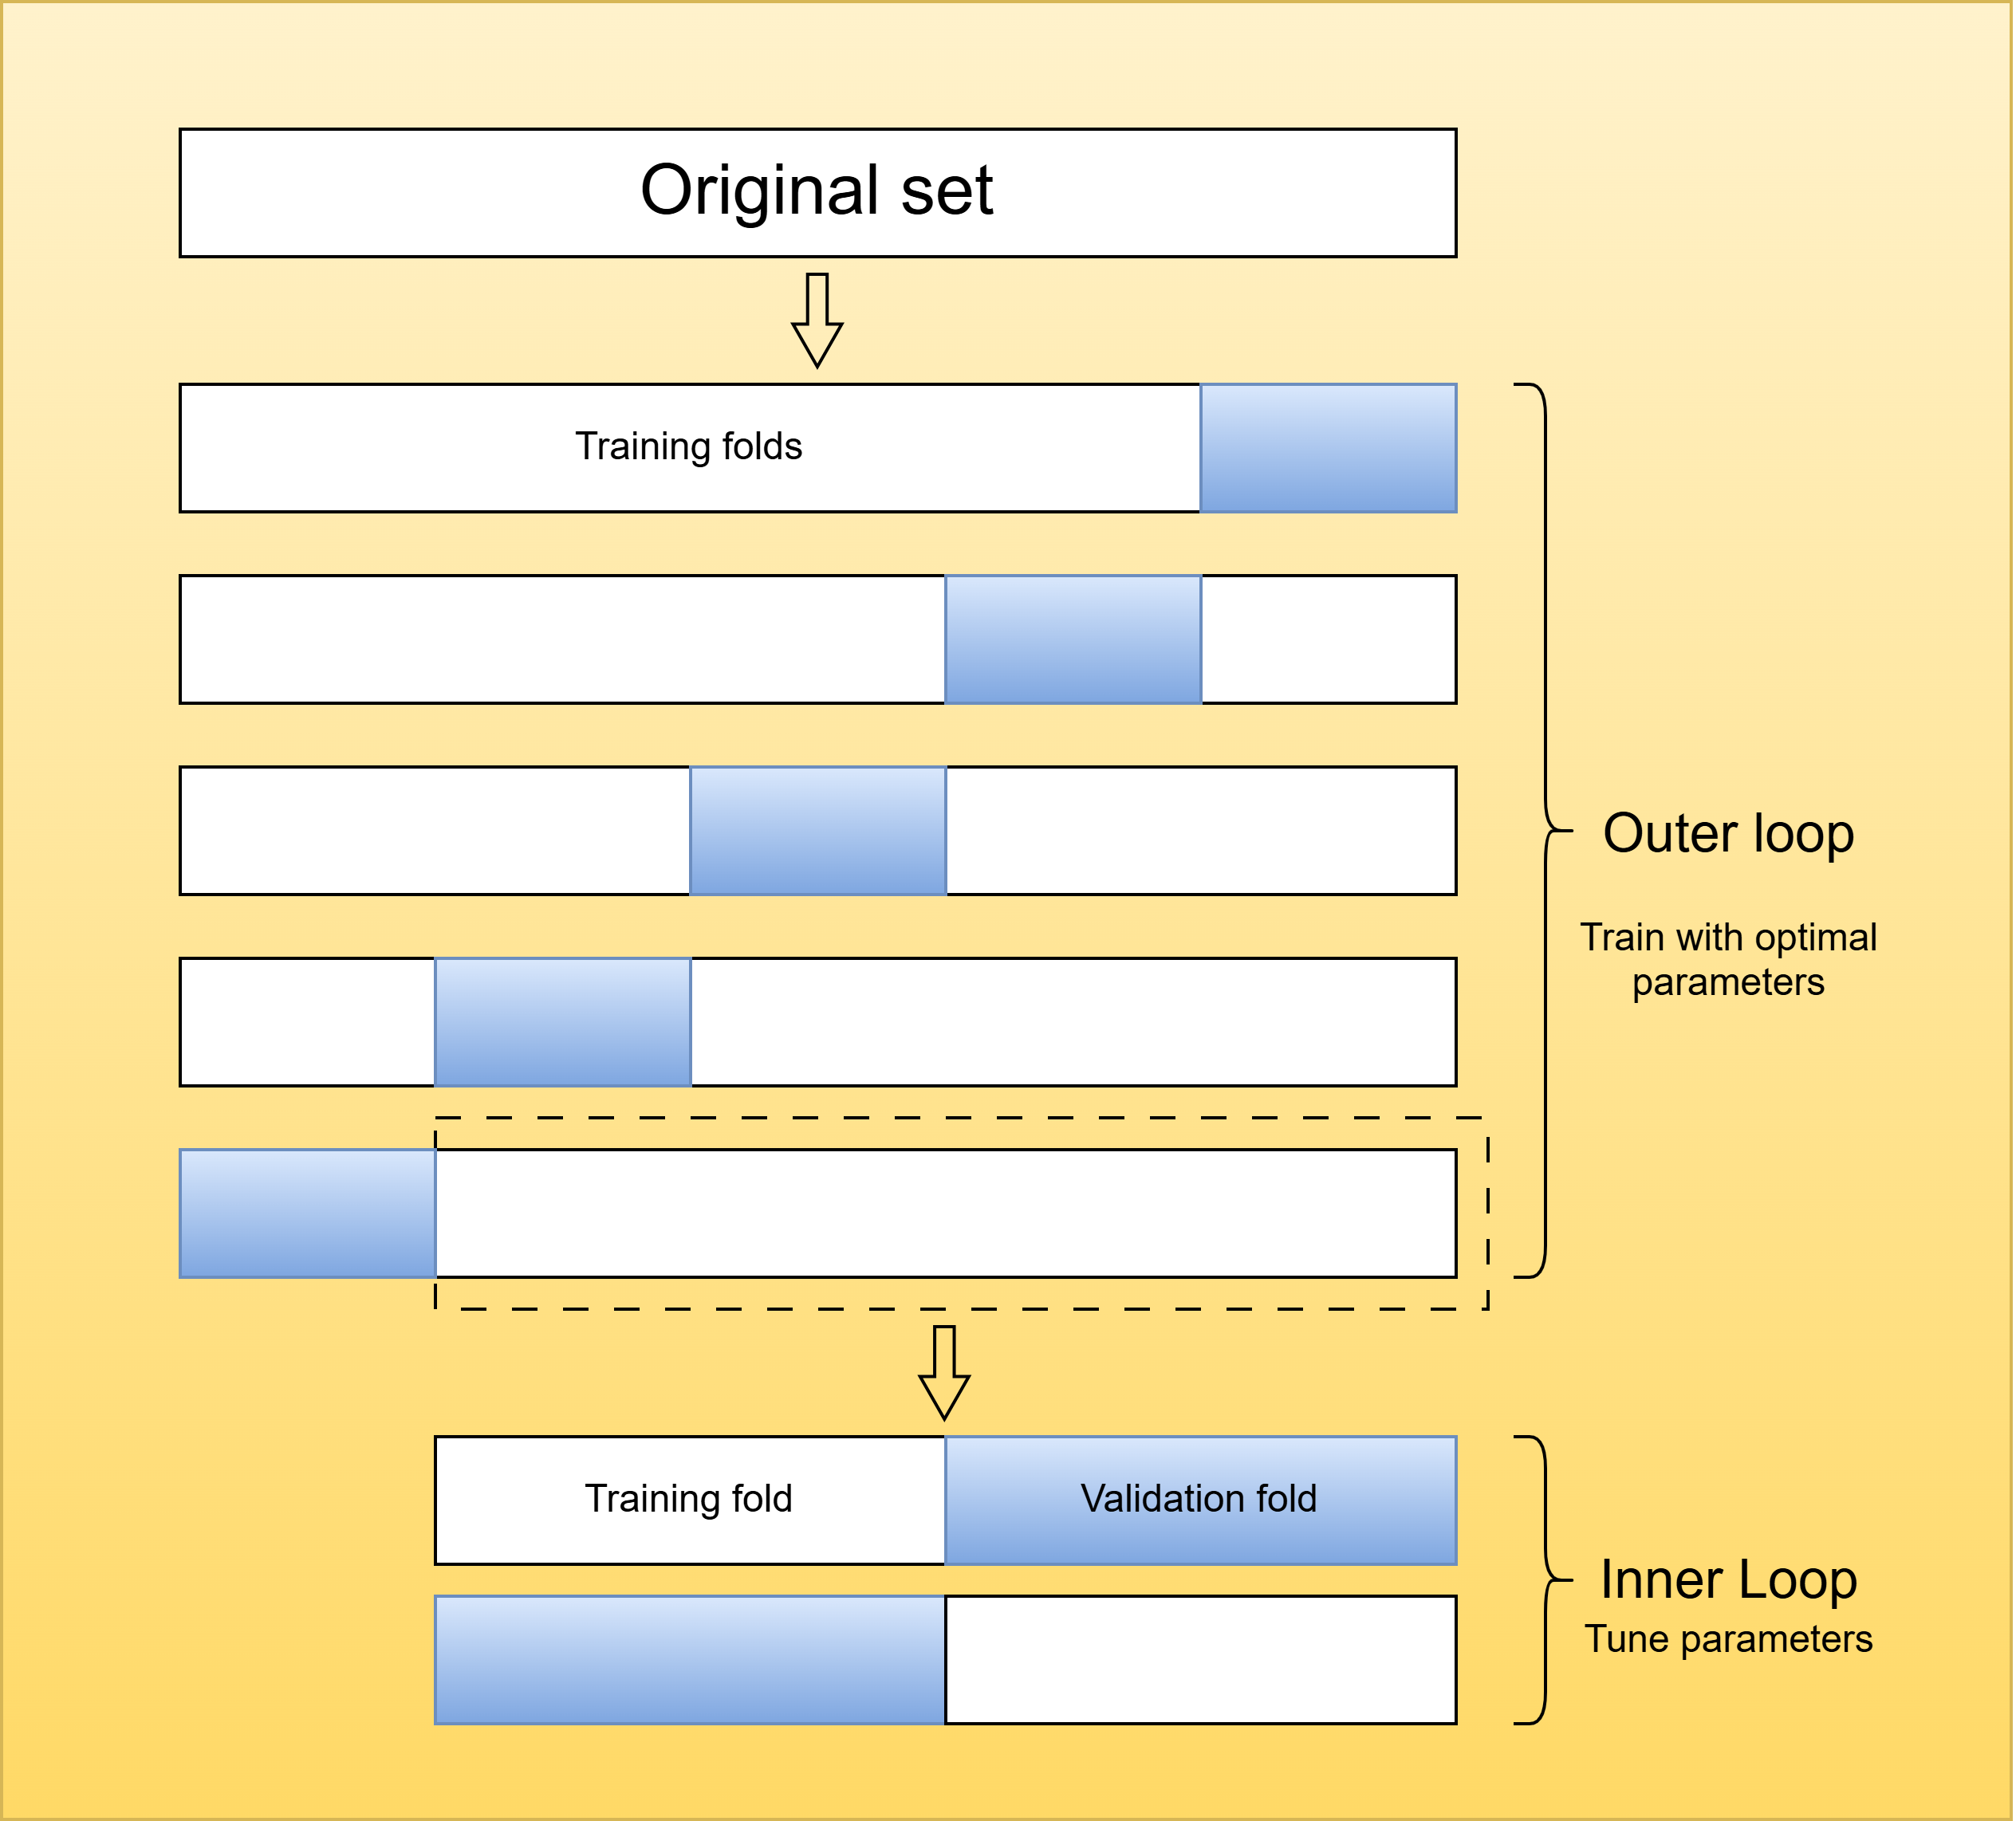 Original set
Training folds
Outer loop
Train with optimal
parameters
Training fold
Validation fold
Inner Loop
Tune parameters